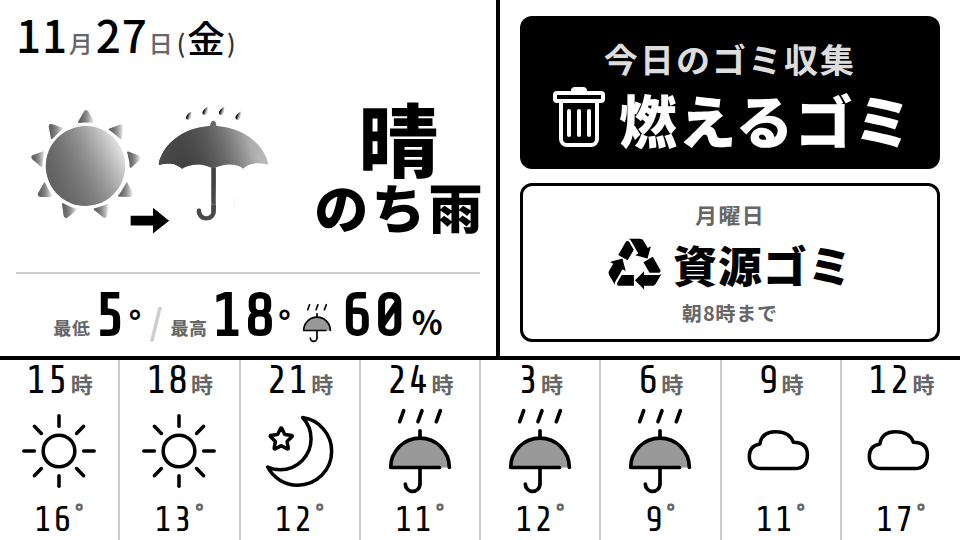 11月27日(金)
晴
のち雨
最低 5° / 最高 18° 60%
今日のゴミ収集
燃えるゴミ
月曜日
資源ゴミ
朝8時まで
15時 18時 21時 24時 3時 6時 9時 12時
16° 13° 12° 11° 12° 9° 11° 17°